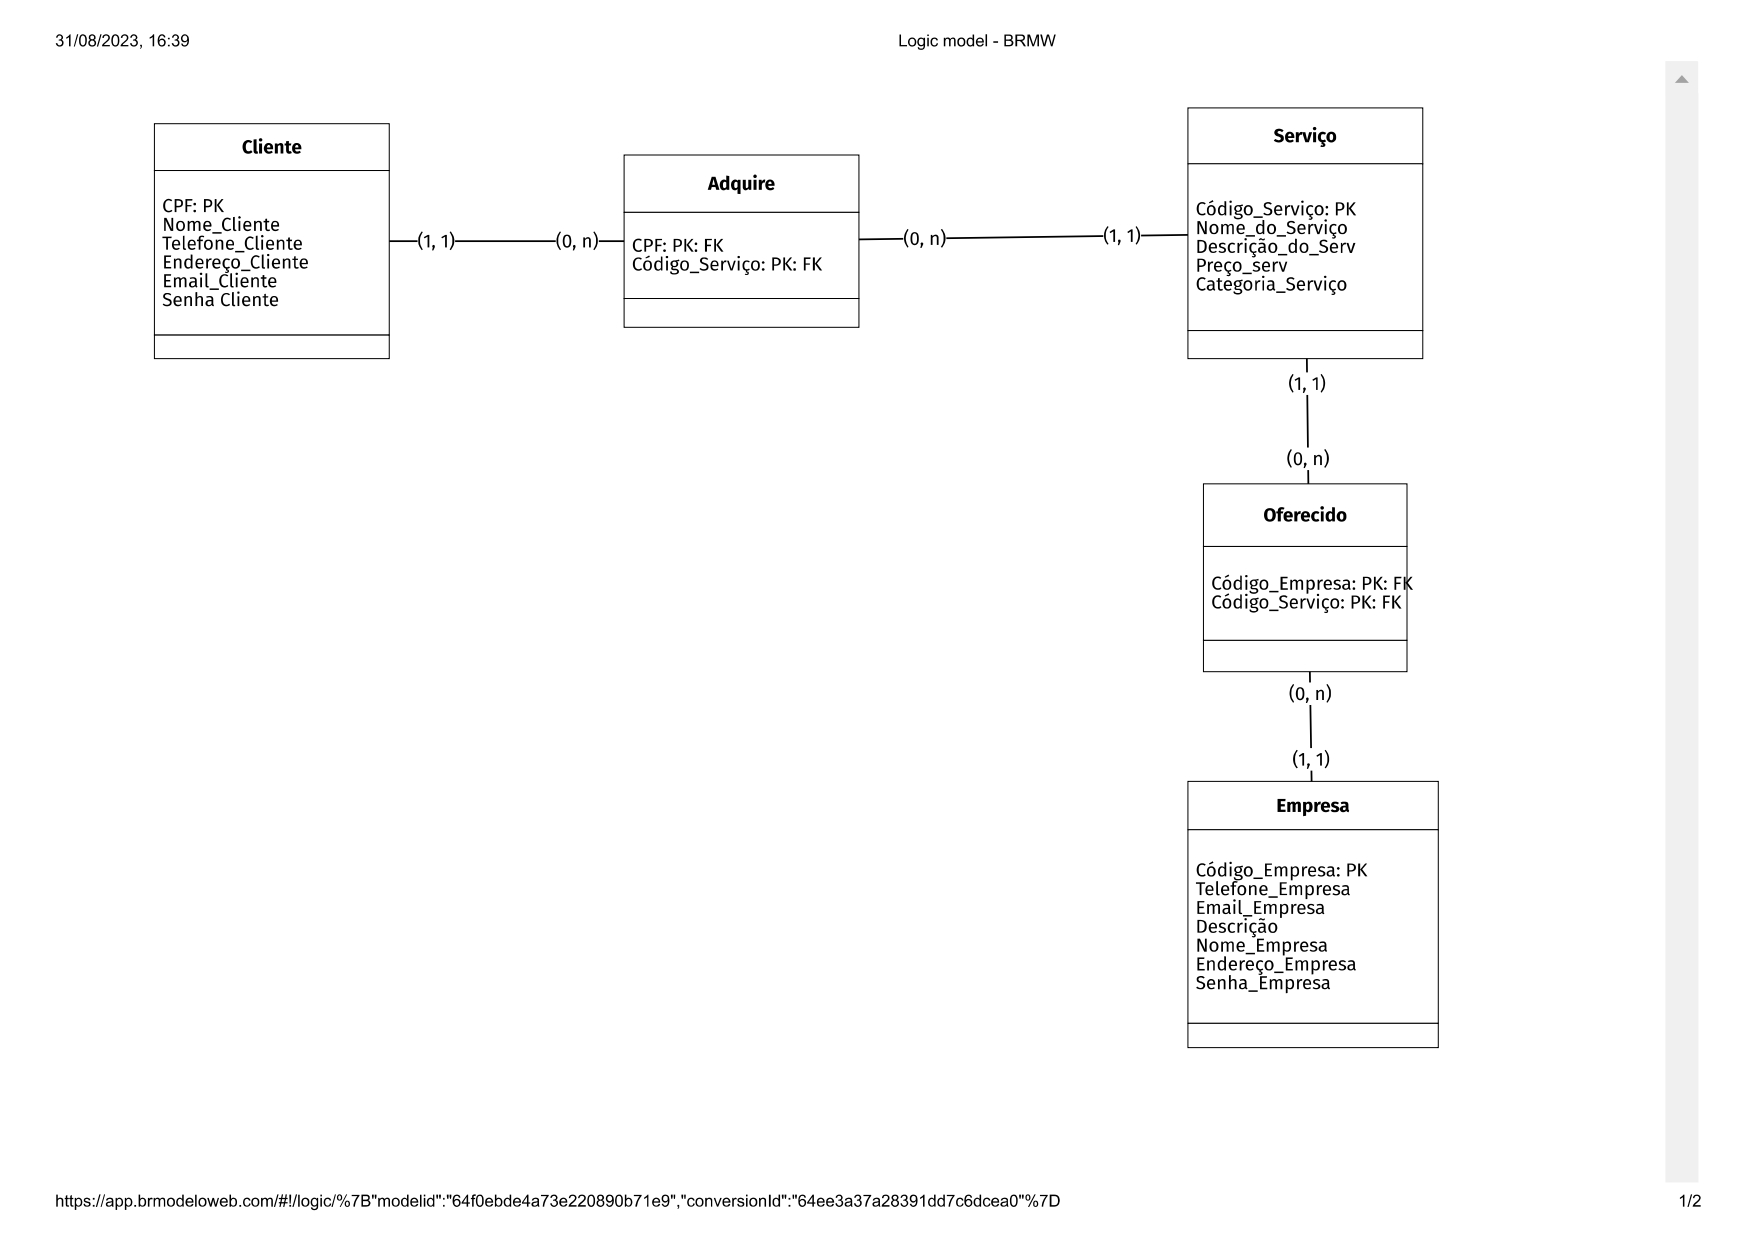 31/08/2023, 16:39
Logic model - BRMW
Cliente
CPF: PK
Nome_Cliente
Telefone_Cliente
Endereço_Cliente
Email_Cliente
Senha Cliente
(1, 1)
(0, n)
Adquire
CPF: PK: FK
Código_Serviço: PK: FK
(0, n)
(1, 1)
Serviço
Código_Serviço: PK
Nome_do_Serviço
Descrição_do_Serv
Preço_serv
Categoria_Serviço
(1, 1)
(0, n)
Oferecido
Código_Empresa: PK: FK
Código_Serviço: PK: FK
(0, n)
(1, 1)
Empresa
Código_Empresa: PK
Telefone_Empresa
Email_Empresa
Descrição
Nome_Empresa
Endereço_Empresa
Senha_Empresa
https://app.brmodeloweb.com/#!/logic/%7B"modelid":"64f0ebde4a73e220890b71e9","conversionId":"64ee3a37a28391dd7c6dcea0"%7D
1/2